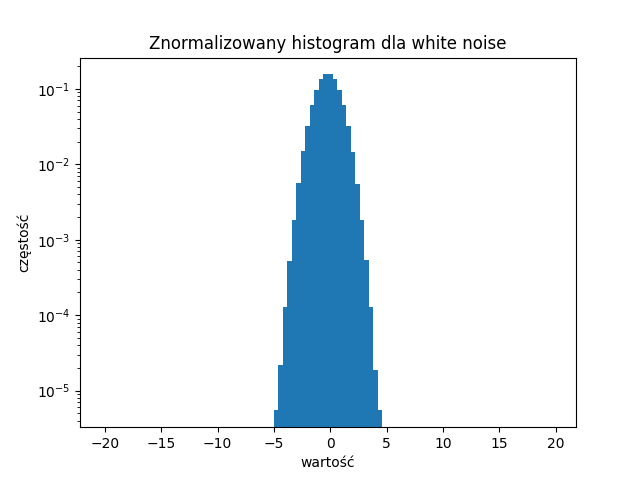 Znormalizowany histogram dla white noise
częstość
10⁻¹
10⁻²
10⁻³
10⁻⁴
10⁻⁵
−20 −15 −10 −5 0 5 10 15 20
wartość